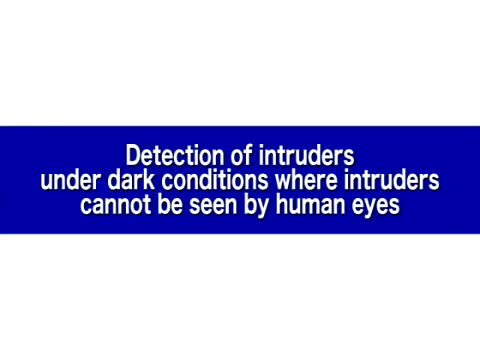 Detection of intruders
under dark conditions where intruders
cannot be seen by human eyes